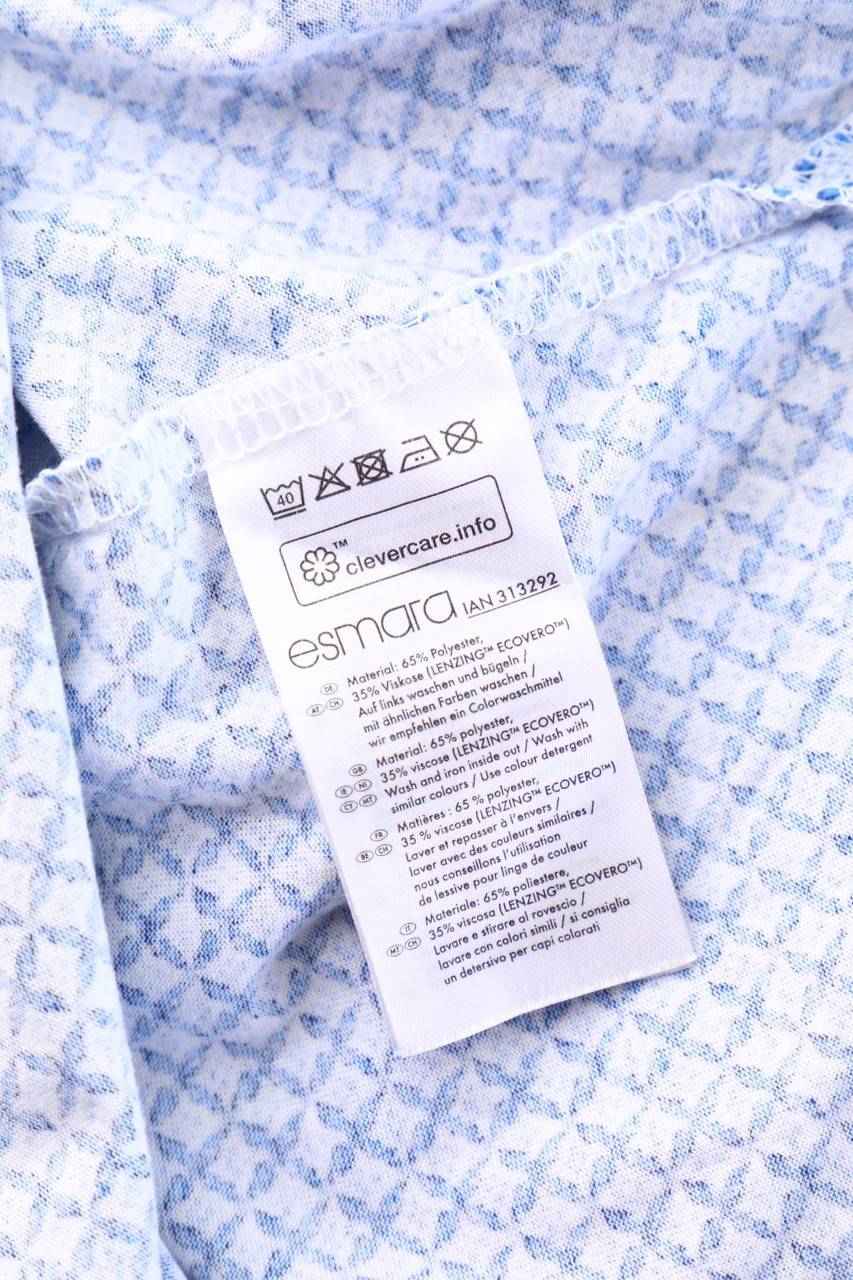 40
™
clevercare.info
esmara IAN 313292
DE
AT CH
Material: 65% Polyester,
35% Viskose (LENZING™ ECOVERO™)
Auf links waschen und bügeln /
mit ähnlichen Farben waschen /
wir empfehlen ein Colorwaschmittel
GB
IE NI
CY MT
Material: 65% polyester,
35% viscose (LENZING™ ECOVERO™)
Wash and iron inside out / Wash with
similar colours / Use colour detergent
FR
BE CH
Matières : 65 % polyester,
35 % viscose (LENZING™ ECOVERO™)
Laver et repasser à l'envers /
laver avec des couleurs similaires /
nous conseillons l'utilisation
de lessive pour linge de couleur
IT
MT CH
Materiale: 65% poliestere,
35% viscosa (LENZING™ ECOVERO™)
Lavare e stirare al rovescio /
lavare con colori simili / si consiglia
un detersivo per capi colorati